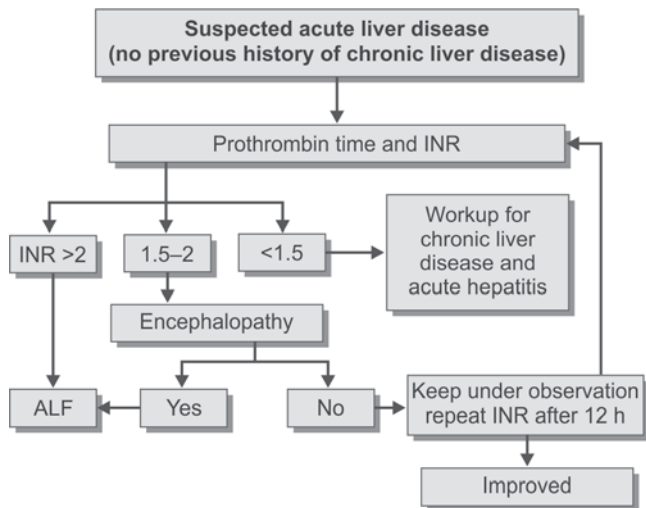 Suspected acute liver disease
(no previous history of chronic liver disease)
Prothrombin time and INR
INR >2
1.5–2
<1.5
Workup for
chronic liver
disease and
acute hepatitis
Encephalopathy
ALF
Yes
No
Keep under observation
repeat INR after 12 h
Improved